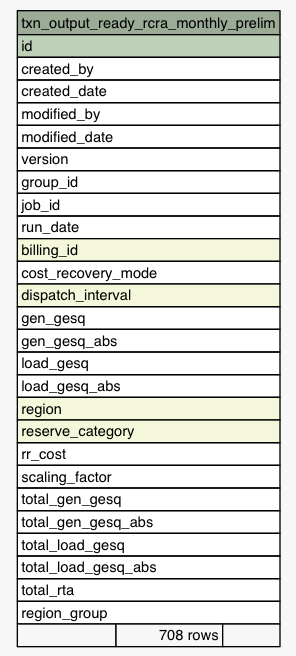 txn_output_ready_rcra_monthly_prelim
id
created_by
created_date
modified_by
modified_date
version
group_id
job_id
run_date
billing_id
cost_recovery_mode
dispatch_interval
gen_gesq
gen_gesq_abs
load_gesq
load_gesq_abs
region
reserve_category
rr_cost
scaling_factor
total_gen_gesq
total_gen_gesq_abs
total_load_gesq
total_load_gesq_abs
total_rta
region_group
708 rows